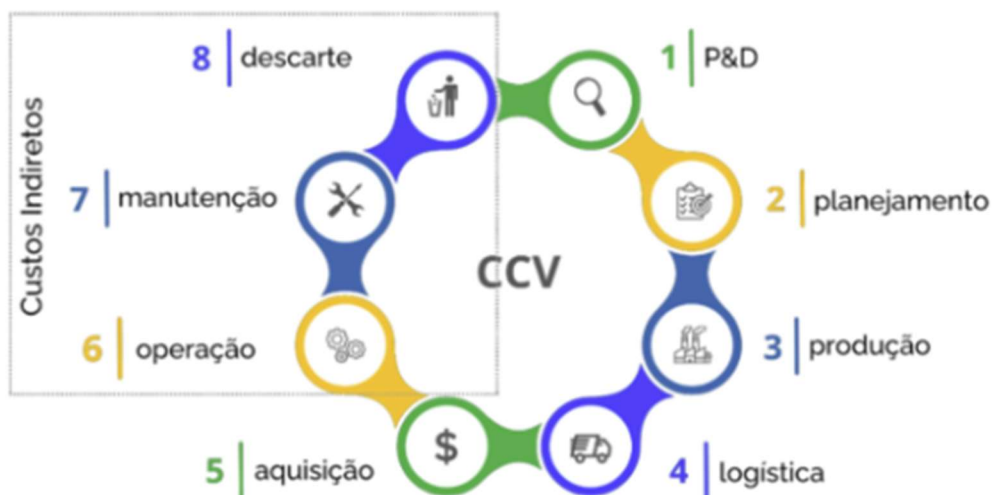 8 descarte
1 P&D
Custos Indiretos
7 manutenção
2 planejamento
CCV
6 operação
3 produção
$
5 aquisição
4 logística